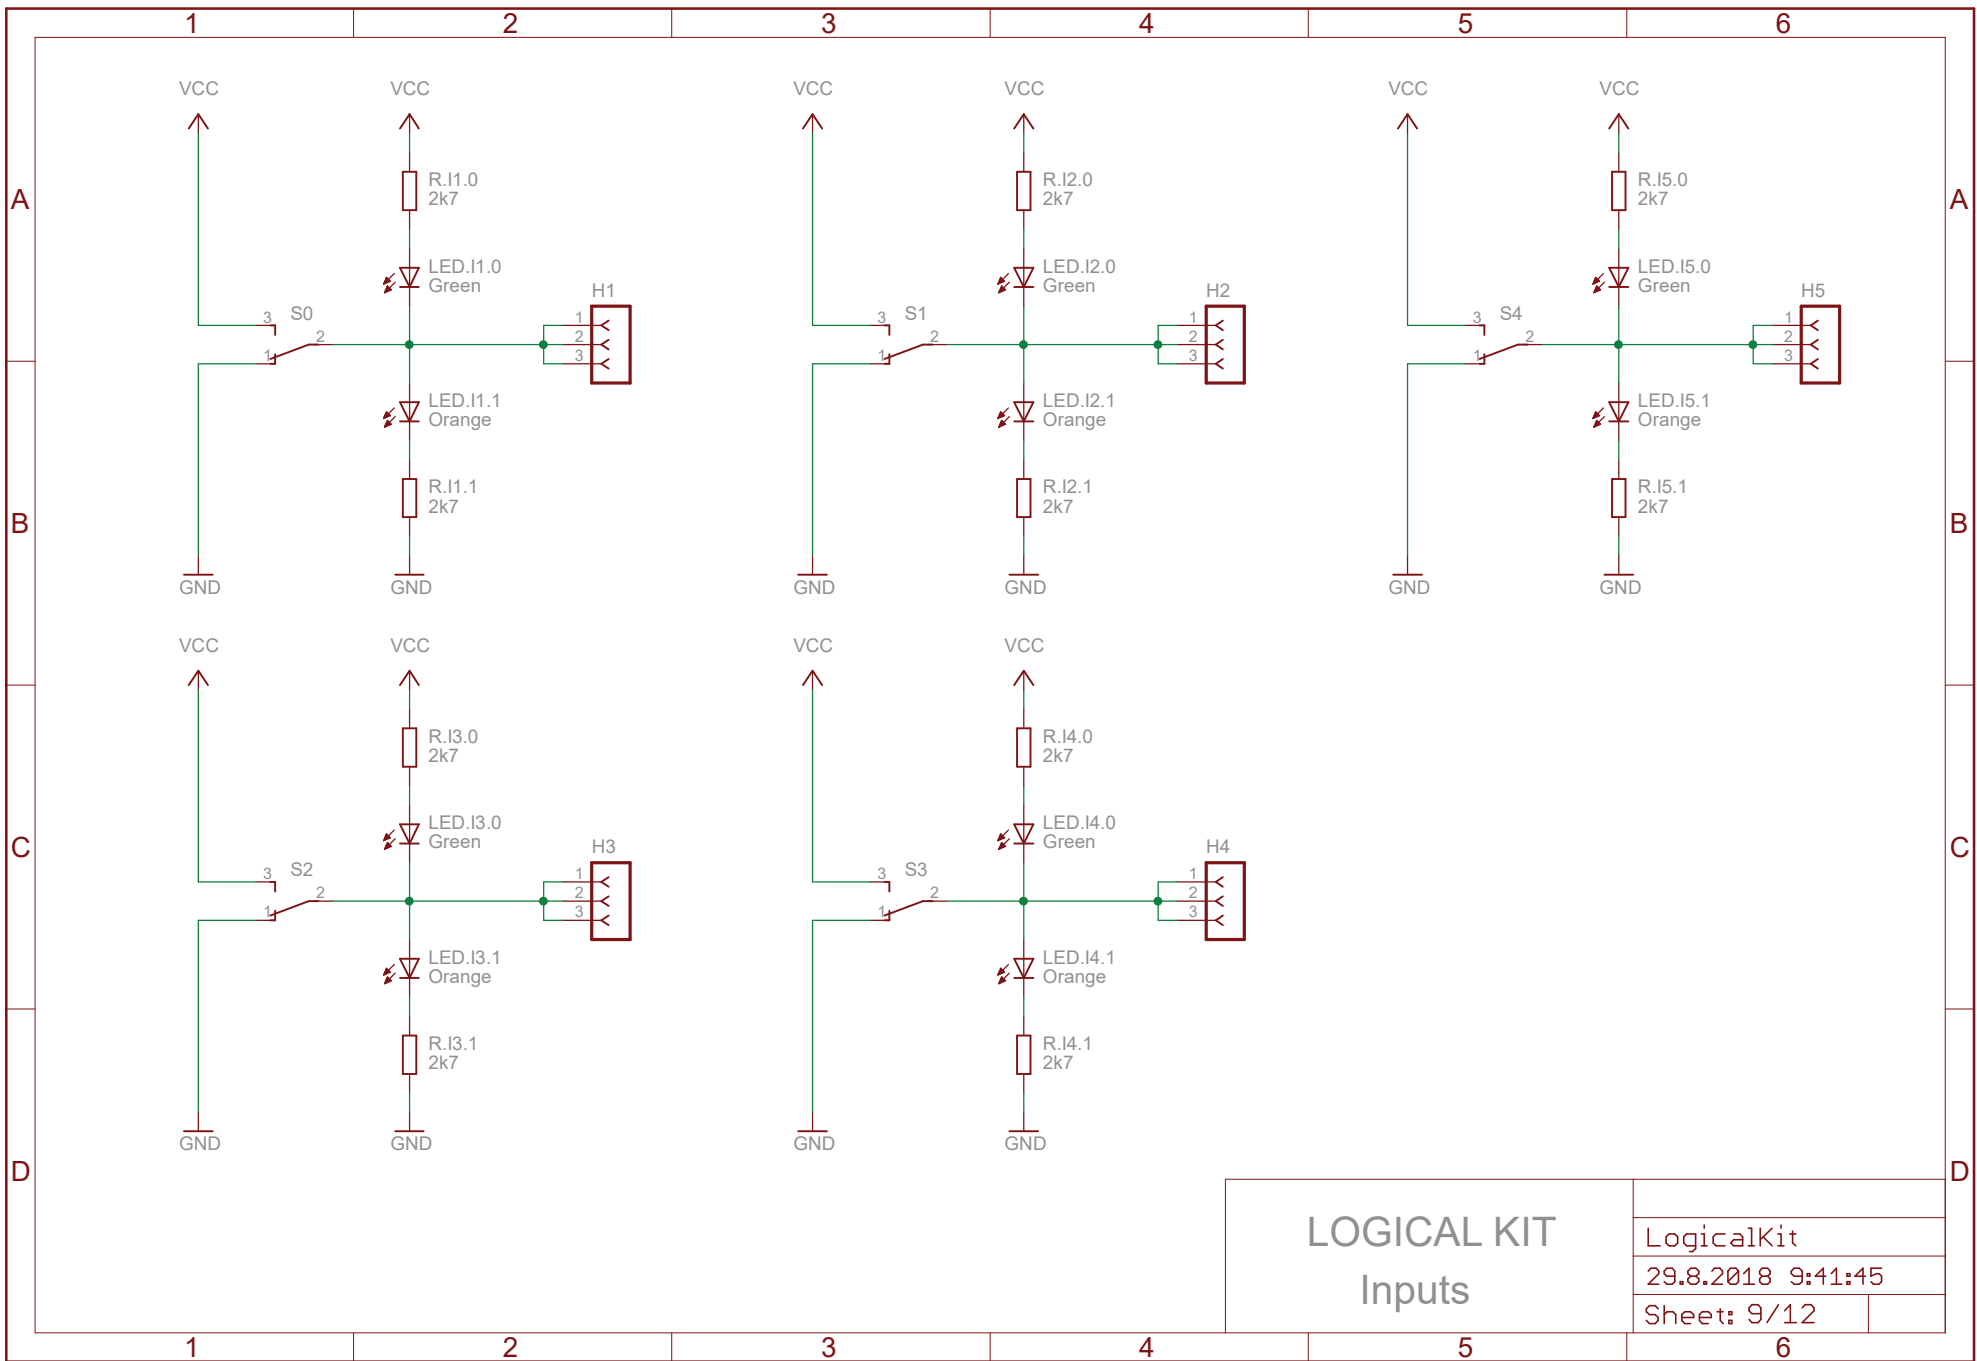 1 2 3 4 5 6
VCC VCC VCC VCC VCC VCC
A A
R.I1.0 R.I2.0 R.I5.0
2k7 2k7 2k7
LED.I1.0 LED.I2.0 LED.I5.0
Green Green Green
H1 H2 H5
3 S0 2 1 3 S1 2 1 3 S4 2 1
1 2 1 2 1 2
3 3 3
LED.I1.1 LED.I2.1 LED.I5.1
Orange Orange Orange
R.I1.1 R.I2.1 R.I5.1
2k7 2k7 2k7
B B
GND GND GND GND GND GND
VCC VCC VCC VCC
R.I3.0 R.I4.0
2k7 2k7
LED.I3.0 LED.I4.0
Green Green
C C
H3 H4
3 S2 2 1 3 S3 2 1
1 2 1 2
3 3
LED.I3.1 LED.I4.1
Orange Orange
R.I3.1 R.I4.1
2k7 2k7
GND GND GND GND
D D
LOGICAL KIT
Inputs
LogicalKit
29.8.2018 9:41:45
Sheet: 9/12
1 2 3 4 5 6